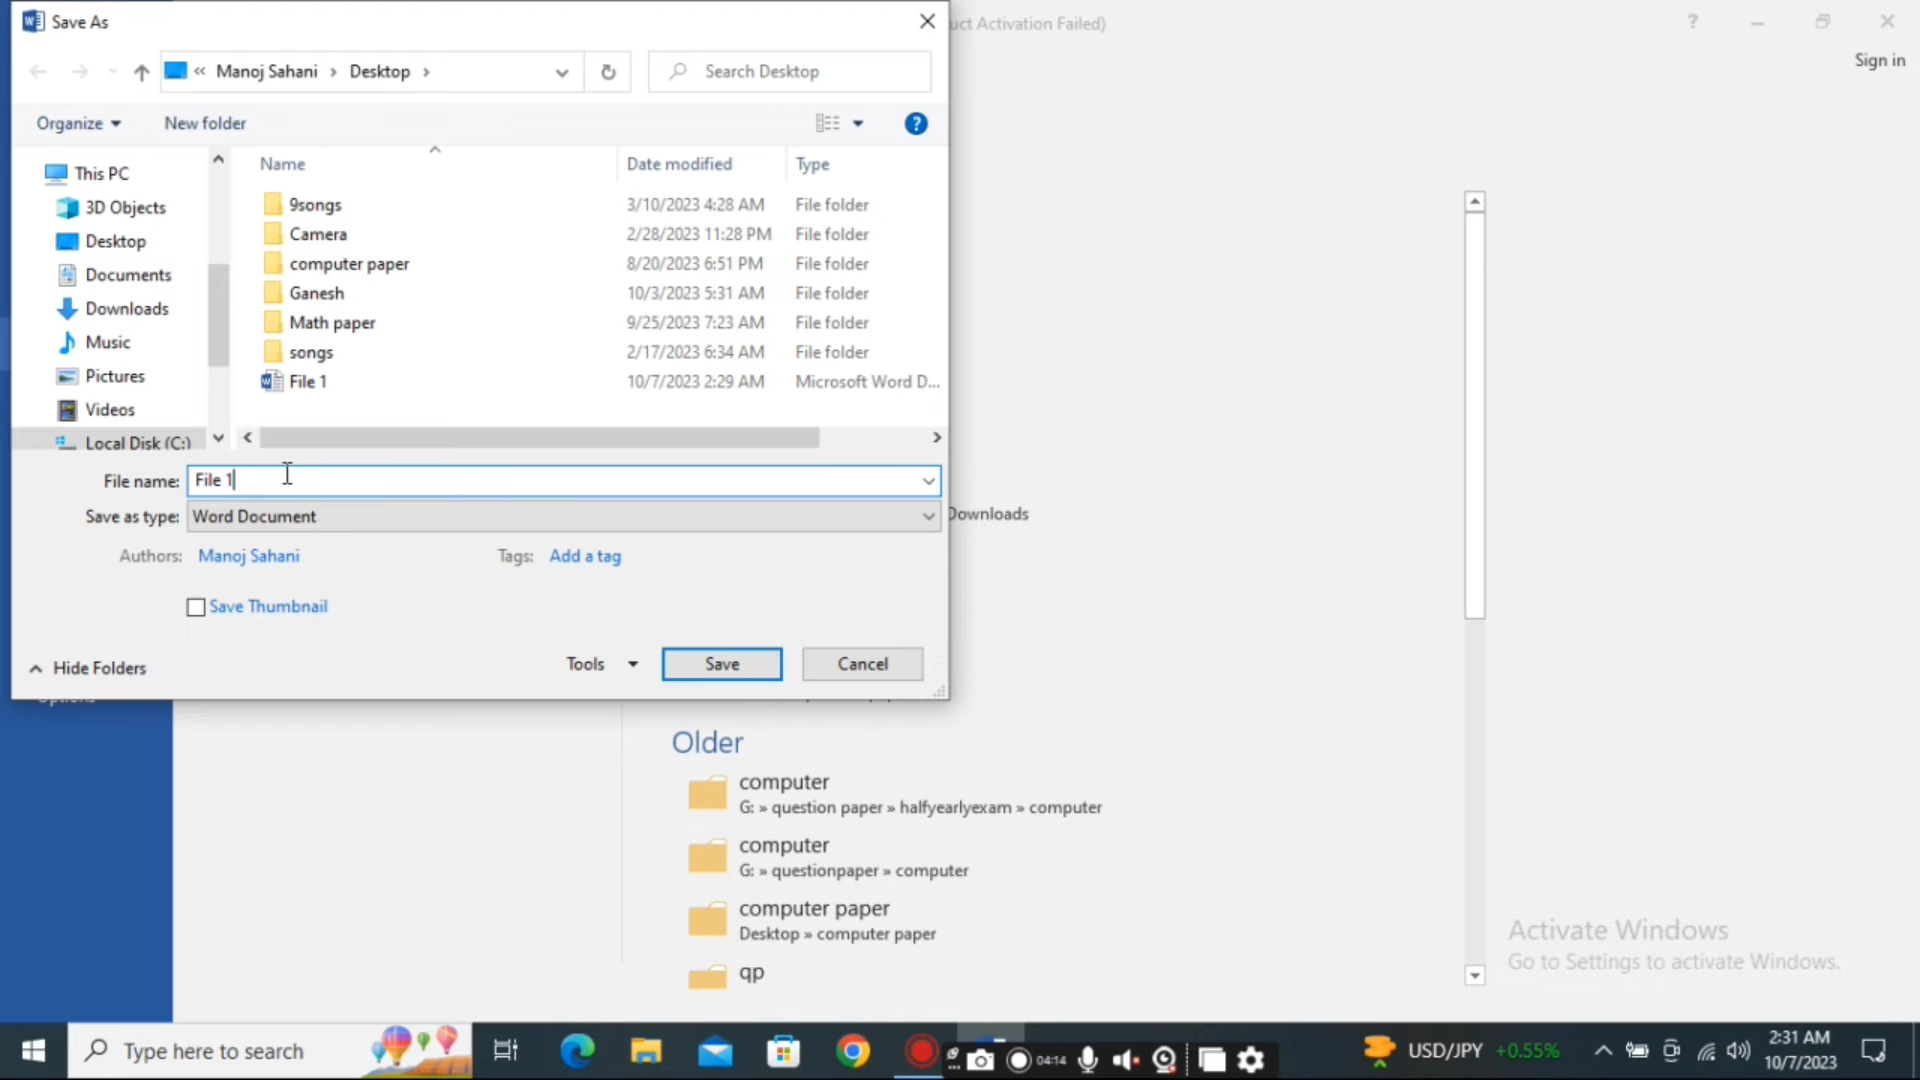 Save As
uct Activation Failed)
Sign in
« Manoj Sahani › Desktop ›
Search Desktop
Organize
New folder
Name
Date modified
Type
This PC
3D Objects
Desktop
Documents
Downloads
Music
Pictures
Videos
Local Disk (C:)
9songs 3/10/2023 4:28 AM File folder
Camera 2/28/2023 11:28 PM File folder
computer paper 8/20/2023 6:51 PM File folder
Ganesh 10/3/2023 5:31 AM File folder
Math paper 9/25/2023 7:23 AM File folder
songs 2/17/2023 6:34 AM File folder
File 1 10/7/2023 2:29 AM Microsoft Word D...
File name: File 1
Save as type: Word Document
Authors: Manoj Sahani
Tags: Add a tag
Save Thumbnail
Hide Folders
Tools
Save
Cancel
Downloads
Options
Older
computer
G: » question paper » halfyearlyexam » computer
computer
G: » questionpaper » computer
computer paper
Desktop » computer paper
qp
Activate Windows
Go to Settings to activate Windows.
Type here to search
04:14
USD/JPY +0.55%
2:31 AM
10/7/2023